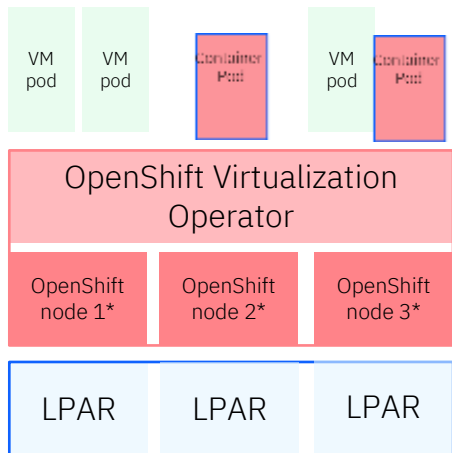 VM
pod
VM
pod
Container
Pod
VM
pod
Container
Pod
OpenShift Virtualization
Operator
OpenShift
node 1*
OpenShift
node 2*
OpenShift
node 3*
LPAR
LPAR
LPAR